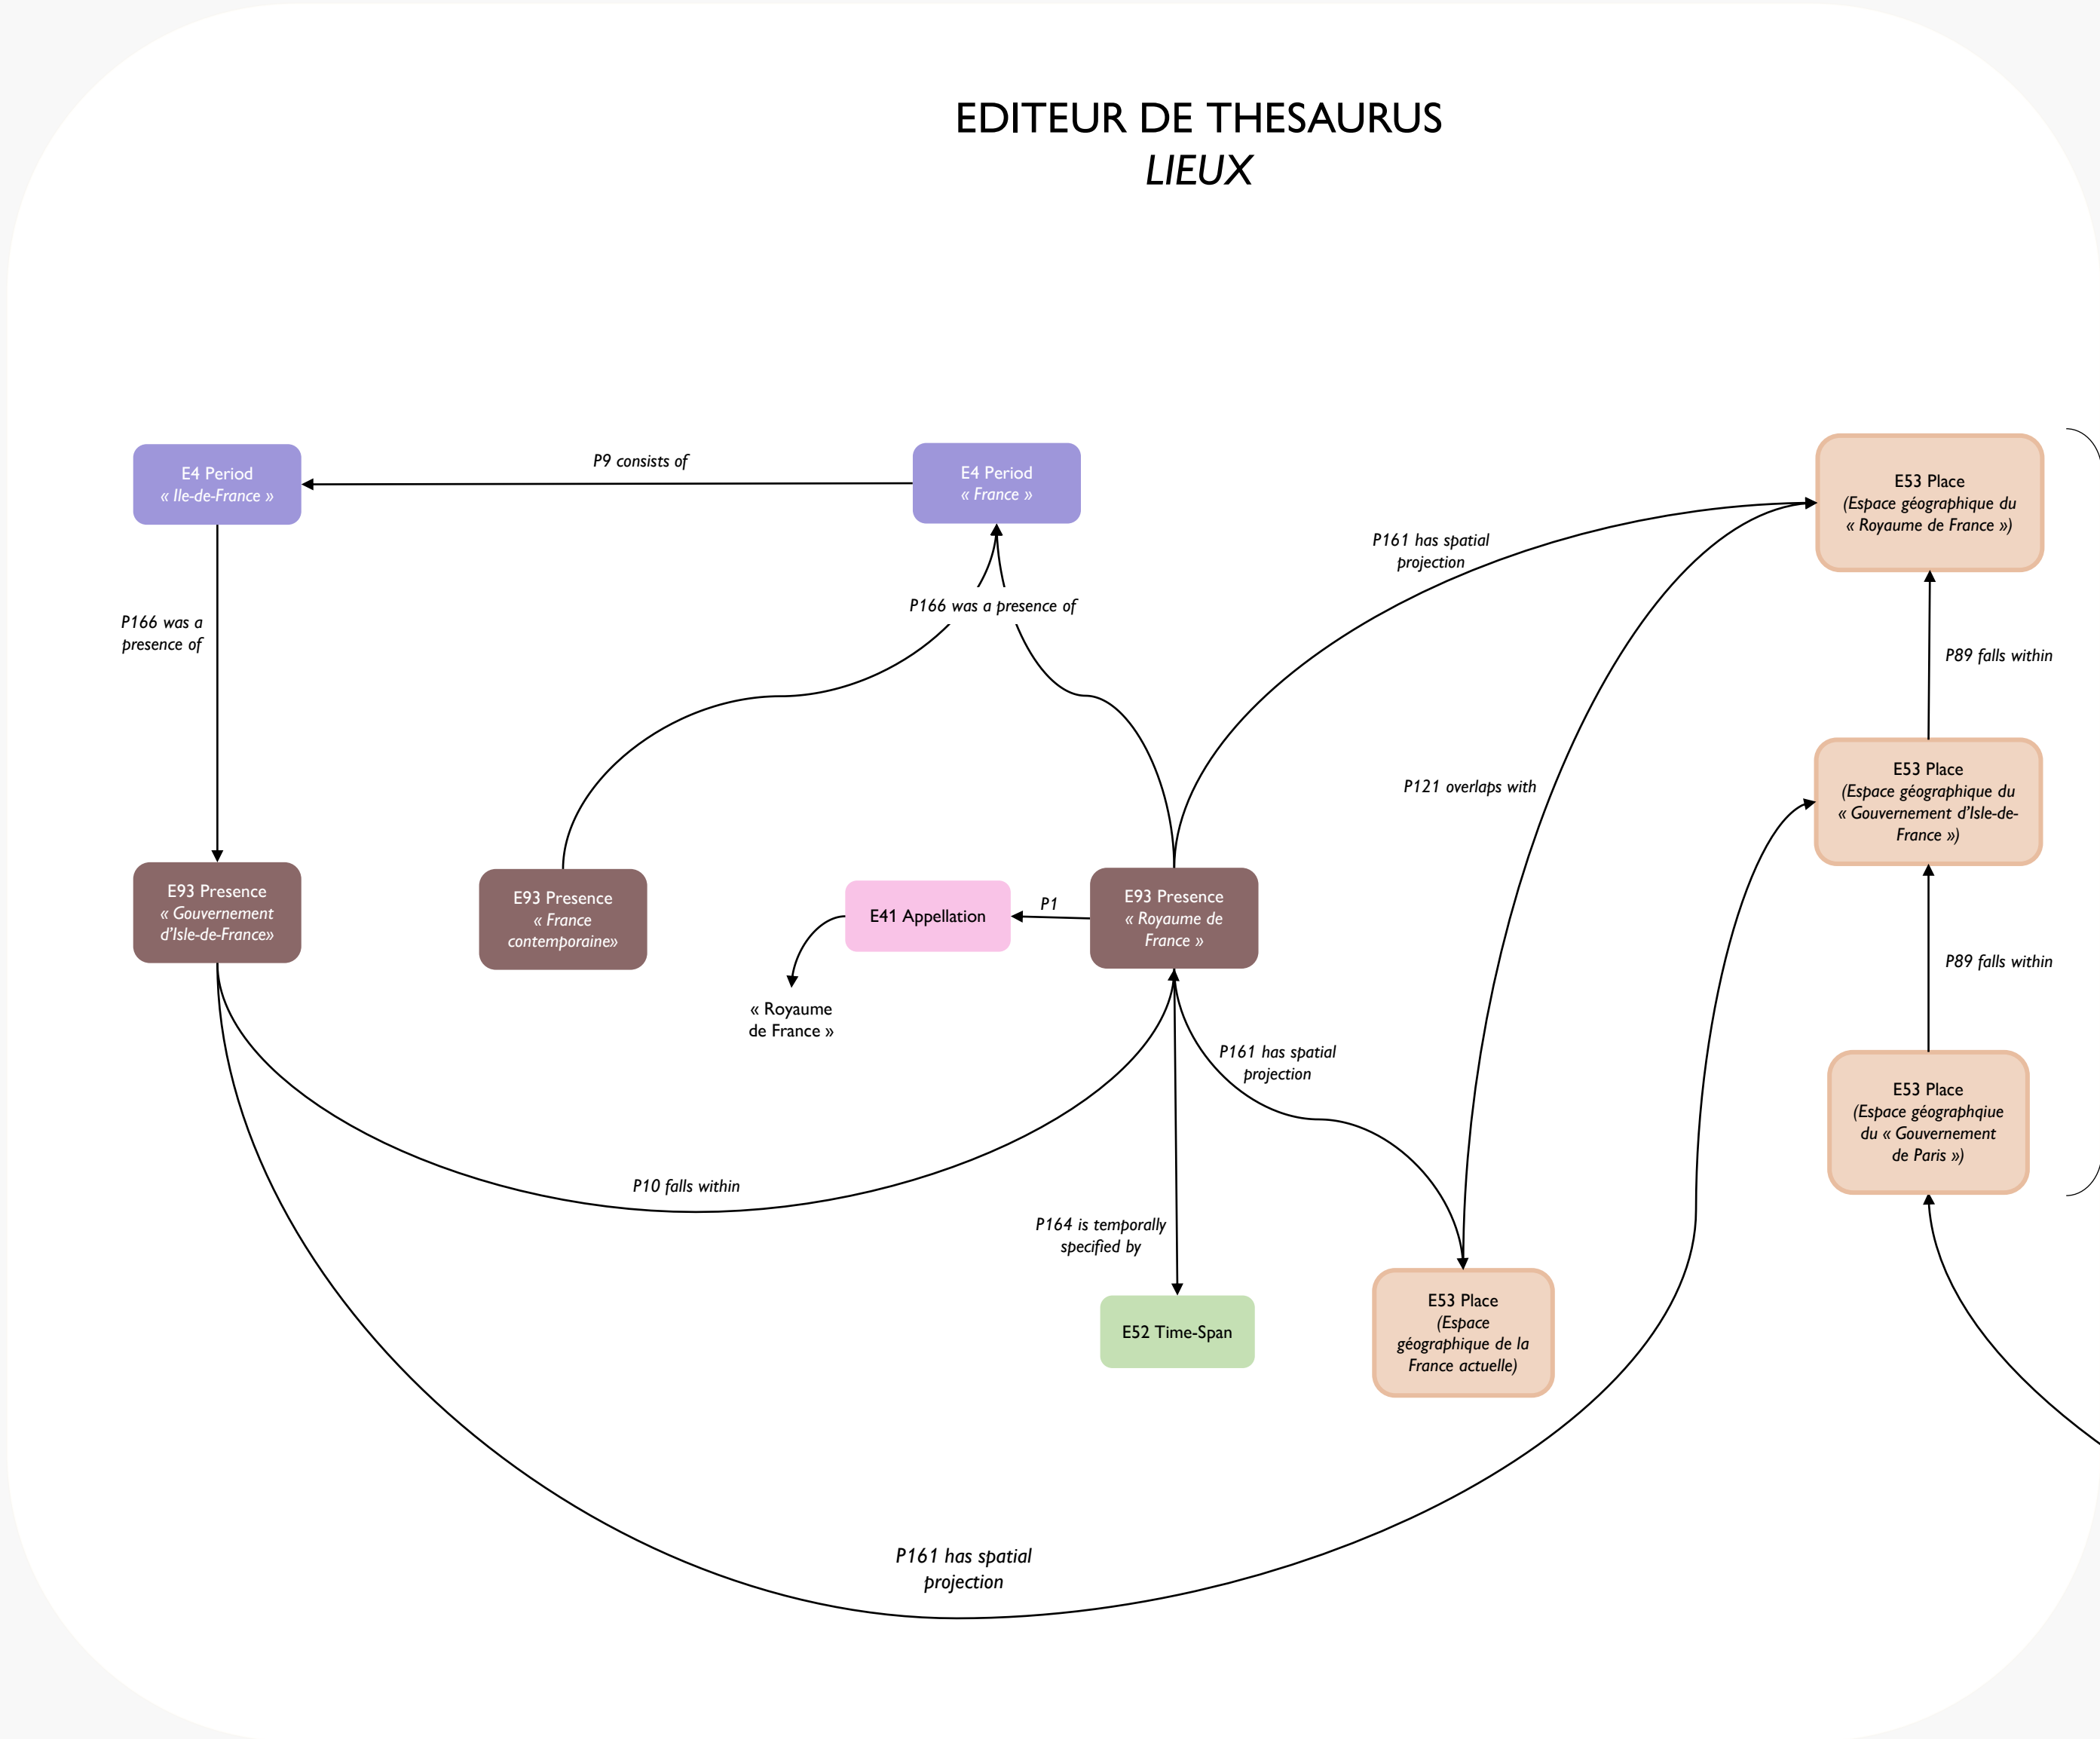 EDITEUR DE THESAURUS
LIEUX
E4 Period
« Ile-de-France »
P9 consists of
E4 Period
« France »
E53 Place
(Espace géographique du
« Royaume de France »)
P161 has spatial
projection
P166 was a
presence of
P166 was a presence of
P89 falls within
P121 overlaps with
E53 Place
(Espace géographique du
« Gouvernement d'Isle-de-
France »)
E93 Presence
« Gouvernement
d'Isle-de-France»
E93 Presence
« France
contemporaine»
E41 Appellation
P1
E93 Presence
« Royaume de
France »
« Royaume
de France »
P89 falls within
P161 has spatial
projection
E53 Place
(Espace géographqiue
du « Gouvernement
de Paris »)
P10 falls within
P164 is temporally
specified by
E52 Time-Span
E53 Place
(Espace
géographique de la
France actuelle)
P161 has spatial
projection